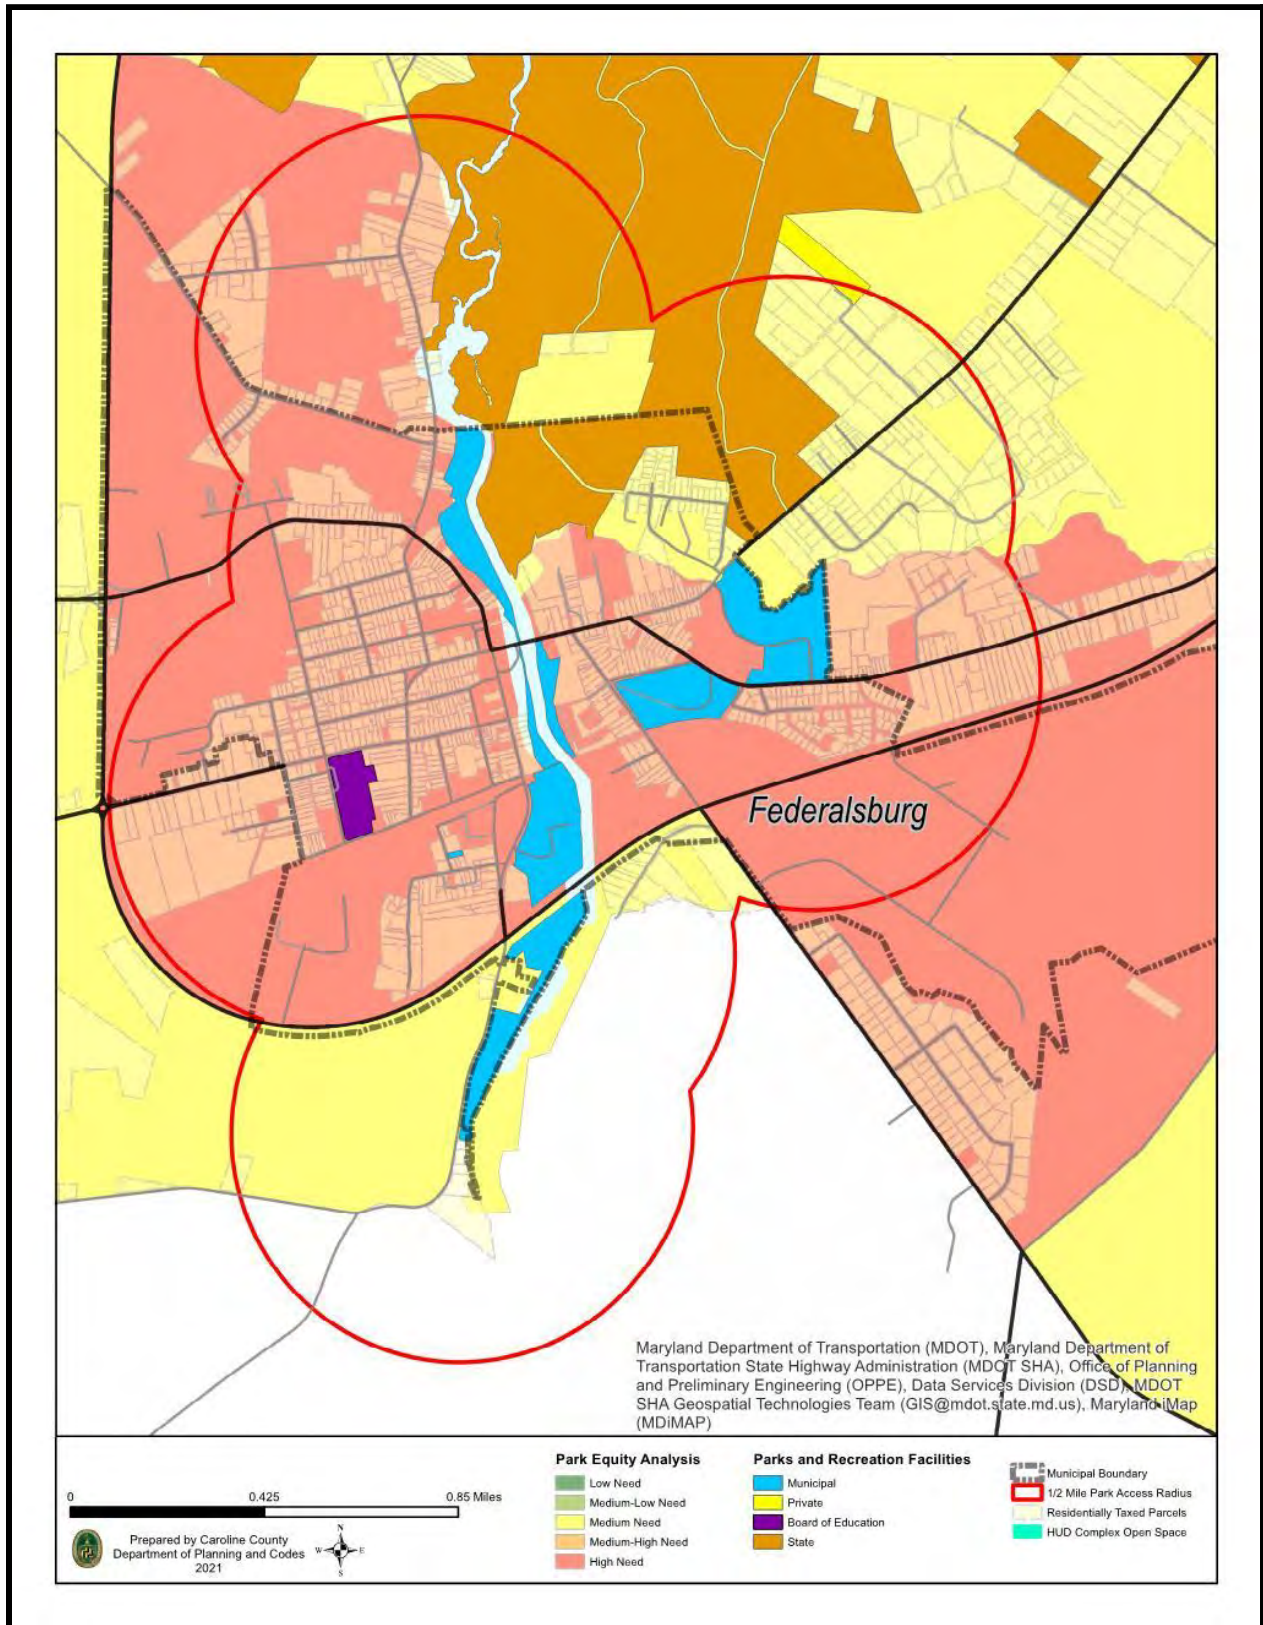 Federalsburg
Maryland Department of Transportation (MDOT), Maryland Department of
Transportation State Highway Administration (MDOT SHA), Office of Planning
and Preliminary Engineering (OPPE), Data Services Division (DSD), MDOT
SHA Geospatial Technologies Team (GIS@mdot.state.md.us), Maryland iMap
(MDiMAP)
0 0.425 0.85 Miles
Prepared by Caroline County
Department of Planning and Codes
2021
N
W E
S
Park Equity Analysis
Low Need
Medium-Low Need
Medium Need
Medium-High Need
High Need
Parks and Recreation Facilities
Municipal
Private
Board of Education
State
Municipal Boundary
1/2 Mile Park Access Radius
Residentially Taxed Parcels
HUD Complex Open Space